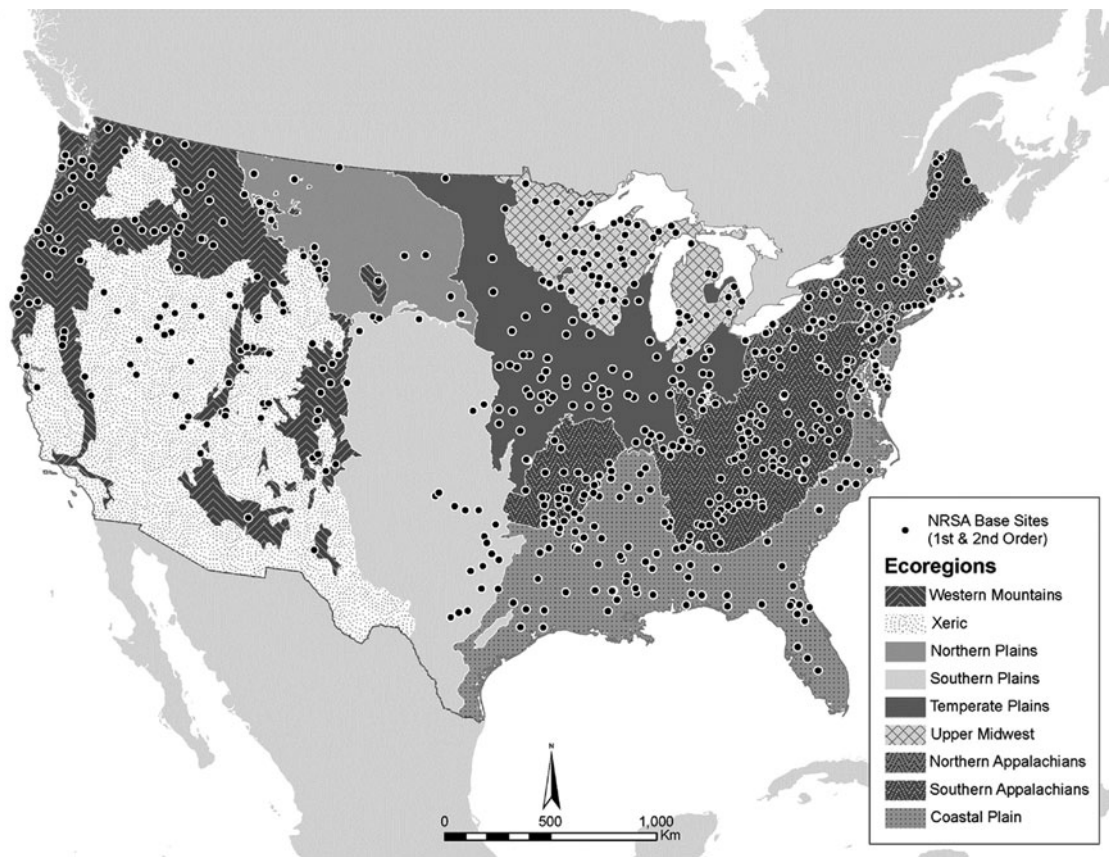 NRSA Base Sites
(1st & 2nd Order)
Ecoregions
Western Mountains
Xeric
Northern Plains
Southern Plains
Temperate Plains
Upper Midwest
Northern Appalachians
Southern Appalachians
Coastal Plain
N
0 500 1,000
Km